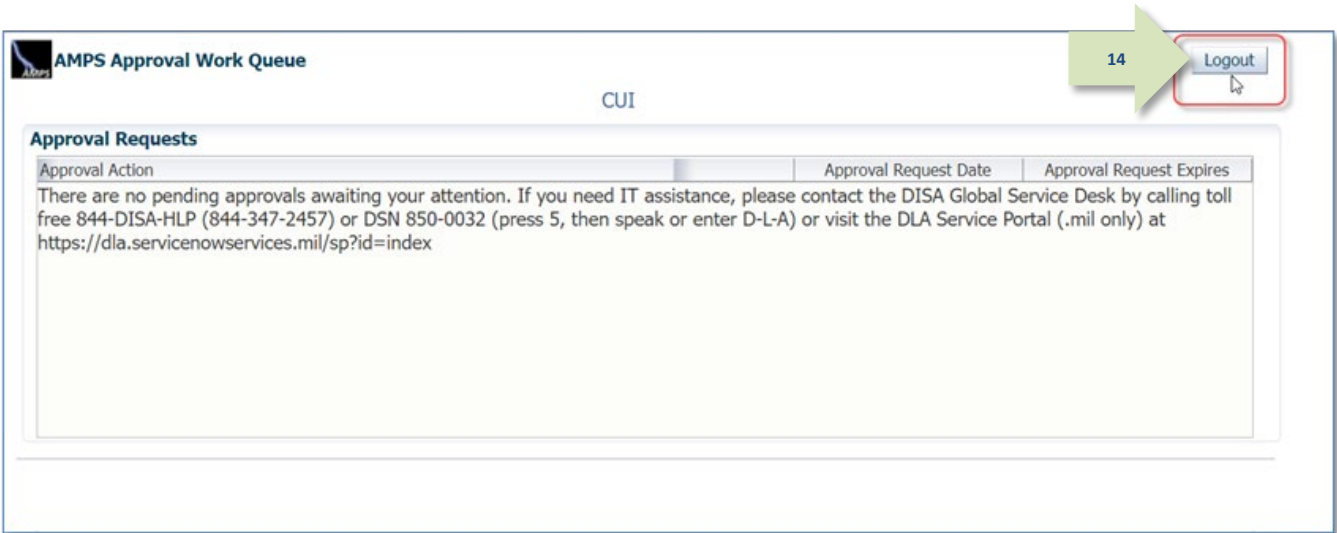 AMPS
AMPS Approval Work Queue
14
Logout
CUI
Approval Requests
Approval Action
Approval Request Date
Approval Request Expires
There are no pending approvals awaiting your attention. If you need IT assistance, please contact the DISA Global Service Desk by calling toll
free 844-DISA-HLP (844-347-2457) or DSN 850-0032 (press 5, then speak or enter D-L-A) or visit the DLA Service Portal (.mil only) at
https://dla.servicenowservices.mil/sp?id=index